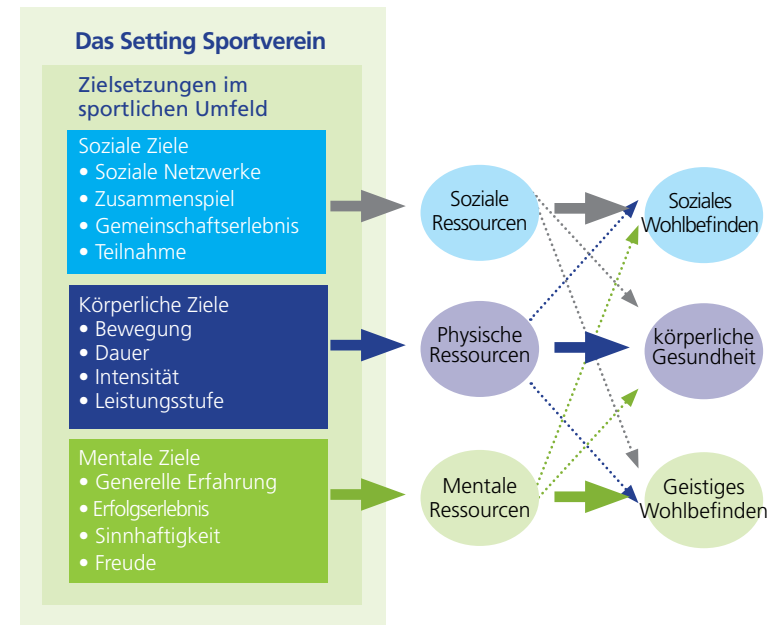 Das Setting Sportverein
Zielsetzungen im
sportlichen Umfeld
Soziale Ziele
• Soziale Netzwerke
• Zusammenspiel
• Gemeinschaftserlebnis
• Teilnahme
Soziale
Ressourcen
Soziales
Wohlbefinden
Körperliche Ziele
• Bewegung
• Dauer
• Intensität
• Leistungsstufe
Physische
Ressourcen
körperliche
Gesundheit
Mentale Ziele
• Generelle Erfahrung
• Erfolgserlebnis
• Sinnhaftigkeit
• Freude
Mentale
Ressourcen
Geistiges
Wohlbefinden